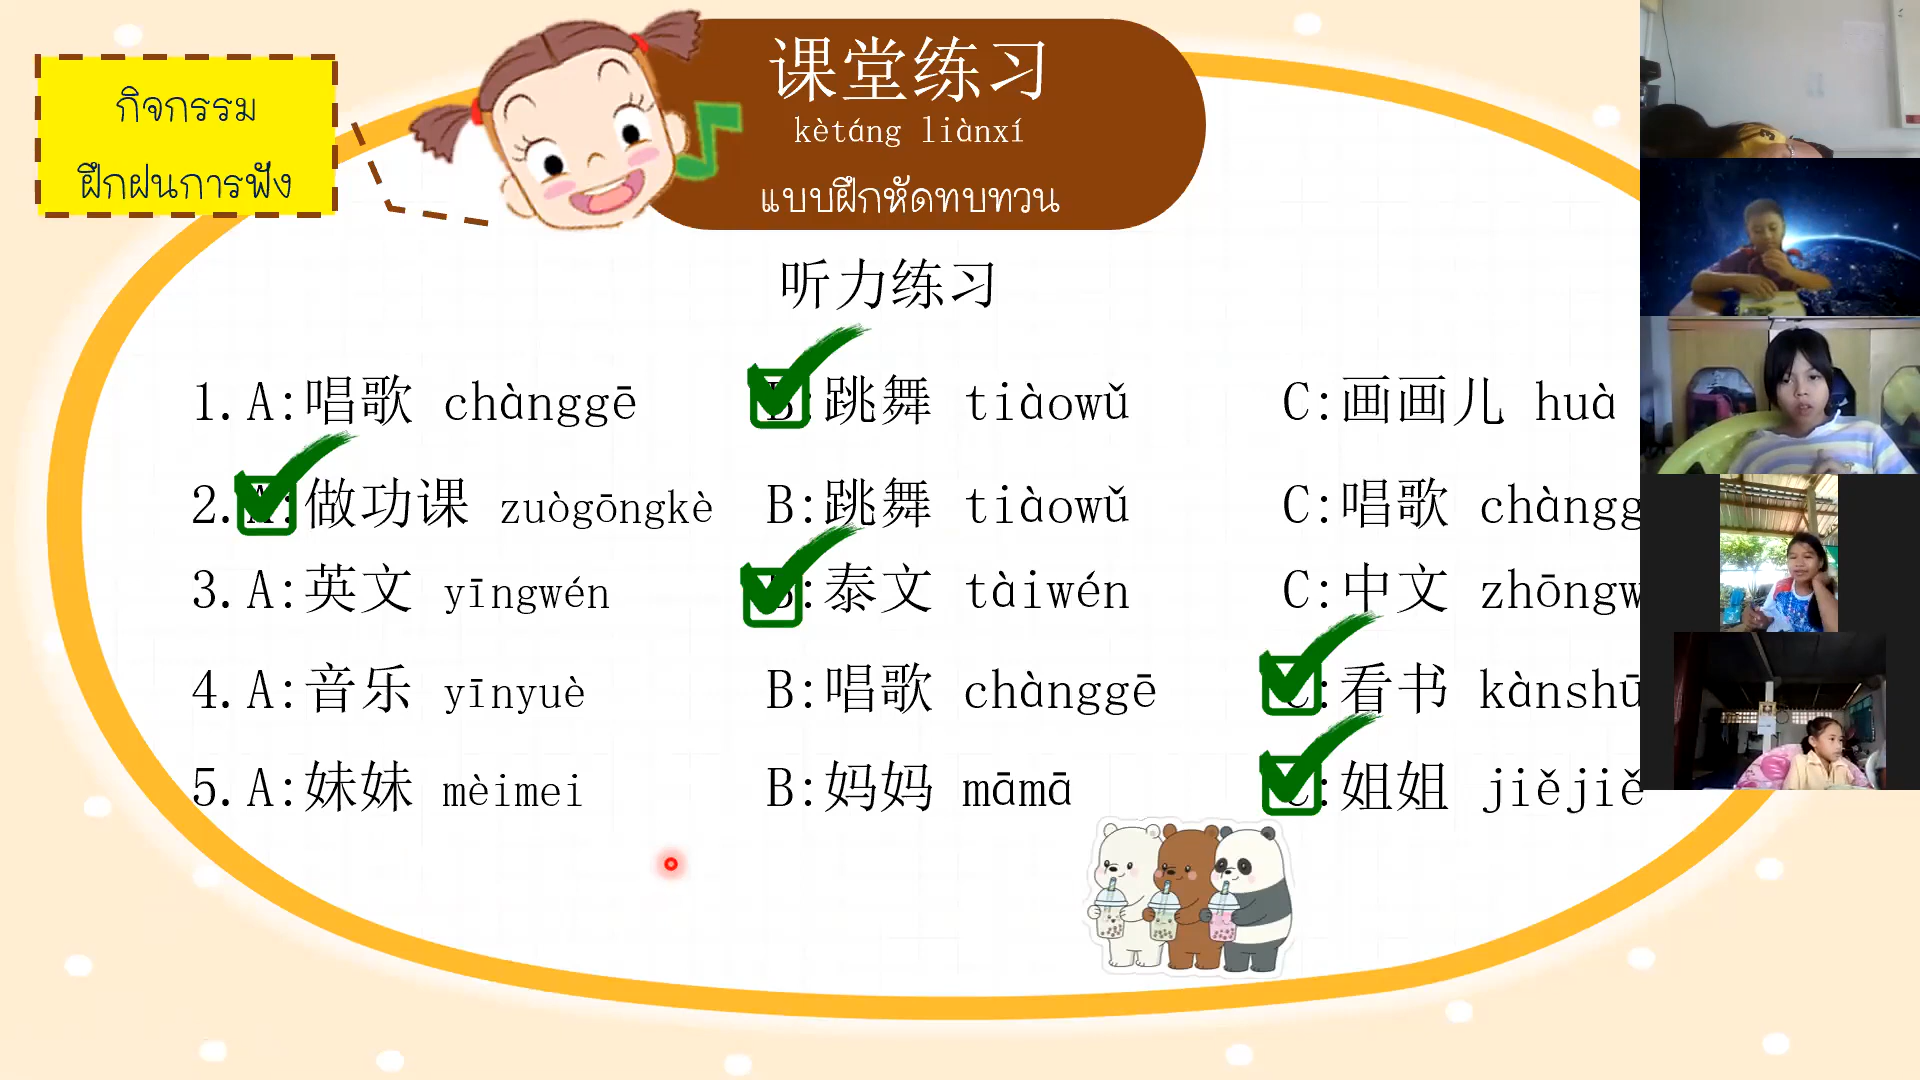 กิจกรรม
ฝึกฝนการฟัง
课堂练习
kètáng liànxí
แบบฝึกหัดทบทวน
听力练习
1. A:唱歌 chànggē B:跳舞 tiàowǔ C:画画儿 huà
2. A:做功课 zuògōngkè B:跳舞 tiàowǔ C:唱歌 chàngg
3. A:英文 yīngwén B:泰文 tàiwén C:中文 zhōngw
4. A:音乐 yīnyuè B:唱歌 chànggē C:看书 kànshū
5. A:妹妹 mèimei B:妈妈 māmā C:姐姐 jiějiě